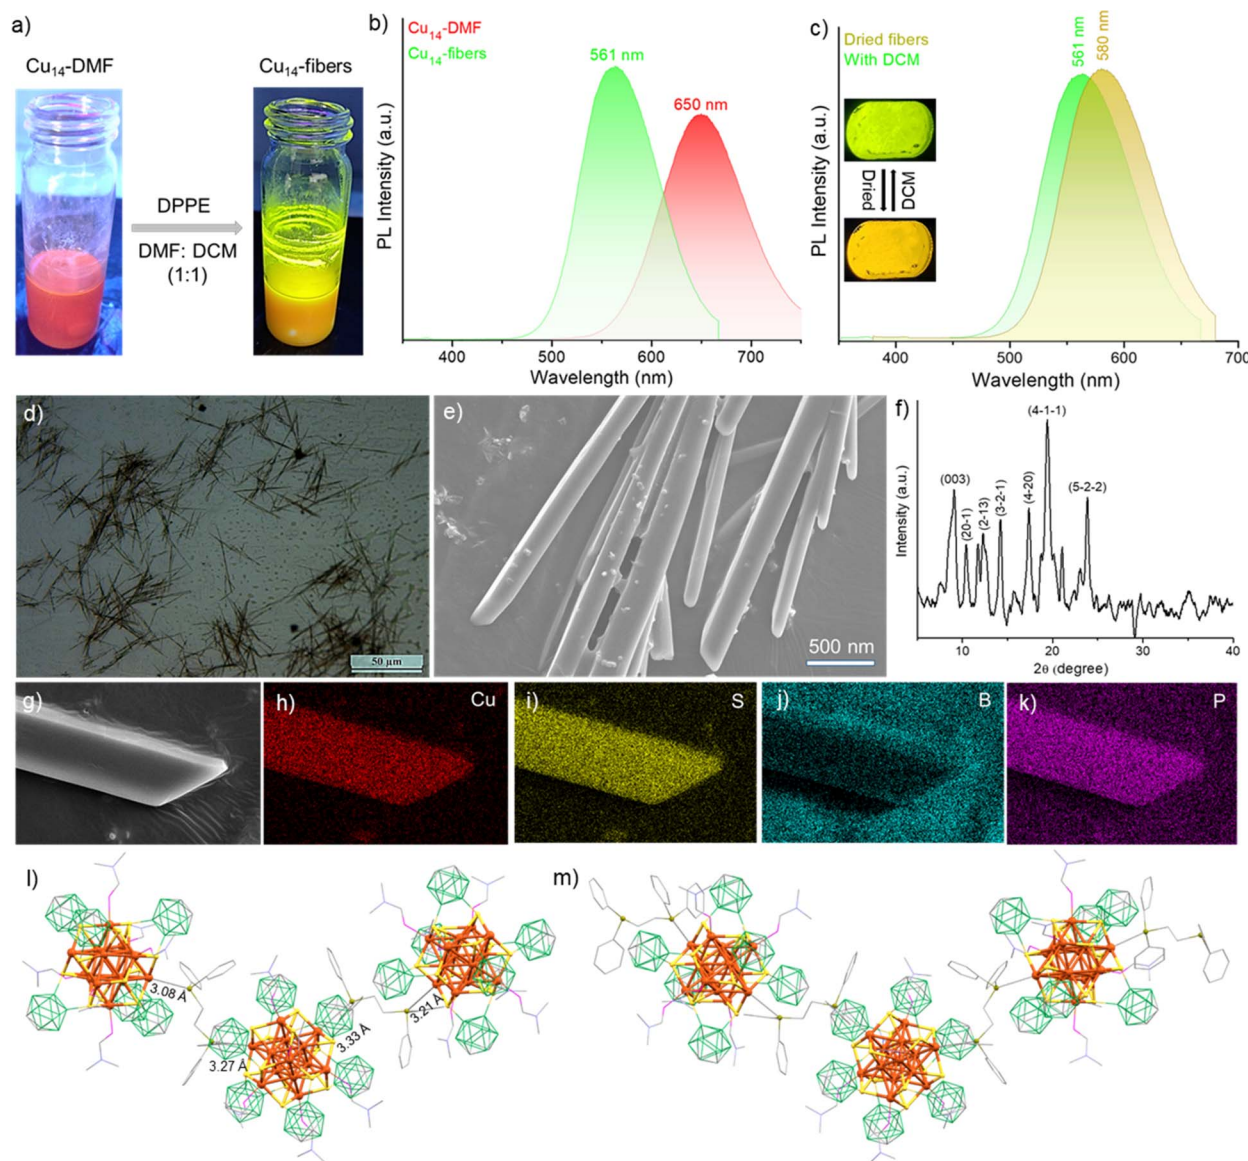 a)
Cu14-DMF
Cu14-fibers
DPPE
DMF: DCM
(1:1)
b)
Cu14-DMF
Cu14-fibers
561 nm
650 nm
PL Intensity (a.u.)
400 500 600 700
Wavelength (nm)
c)
Dried fibers
With DCM
561 nm
580 nm
Dried
DCM
PL Intensity (a.u.)
400 500 600 700
Wavelength (nm)
d)
50 µm
e)
500 nm
f)
(003)
(20-1)
(2-13)
(3-2-1)
(4-20)
(4-1-1)
(5-2-2)
Intensity (a.u.)
10 20 30 40
2θ (degree)
g)
h) Cu
i) S
j) B
k) P
l)
3.08 Å
3.27 Å
3.33 Å
3.21 Å
m)